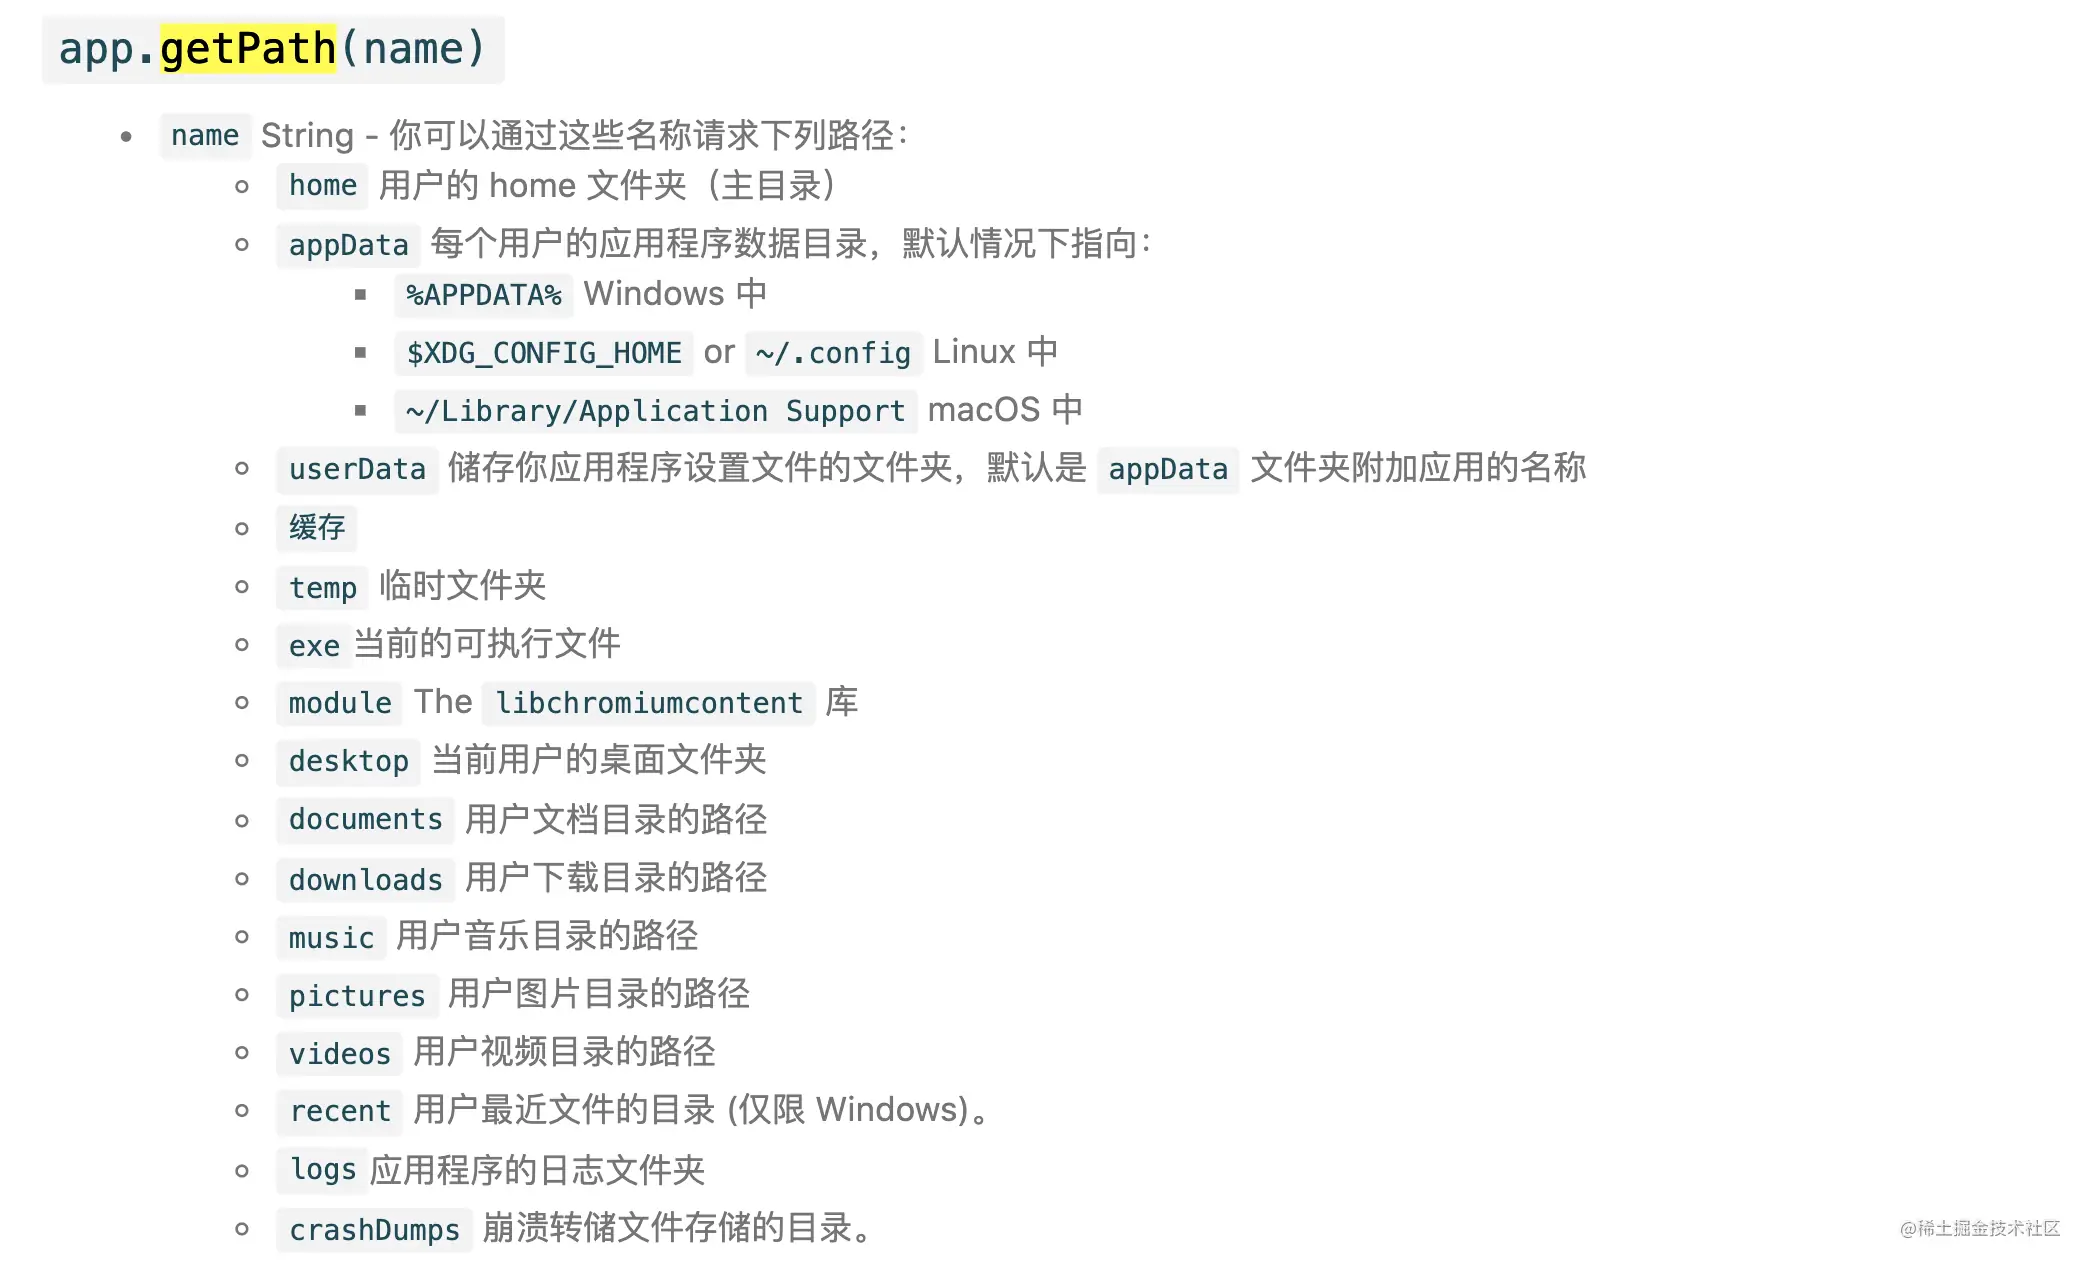 app.getPath(name)
name String - 你可以通过这些名称请求下列路径：
home 用户的 home 文件夹（主目录）
appData 每个用户的应用程序数据目录，默认情况下指向：
%APPDATA% Windows 中
$XDG_CONFIG_HOME or ~/.config Linux 中
~/Library/Application Support macOS 中
userData 储存你应用程序设置文件的文件夹，默认是 appData 文件夹附加应用的名称
缓存
temp 临时文件夹
exe当前的可执行文件
module The libchromiumcontent 库
desktop 当前用户的桌面文件夹
documents 用户文档目录的路径
downloads 用户下载目录的路径
music 用户音乐目录的路径
pictures 用户图片目录的路径
videos 用户视频目录的路径
recent 用户最近文件的目录 (仅限 Windows)。
logs应用程序的日志文件夹
crashDumps 崩溃转储文件存储的目录。
@稀土掘金技术社区